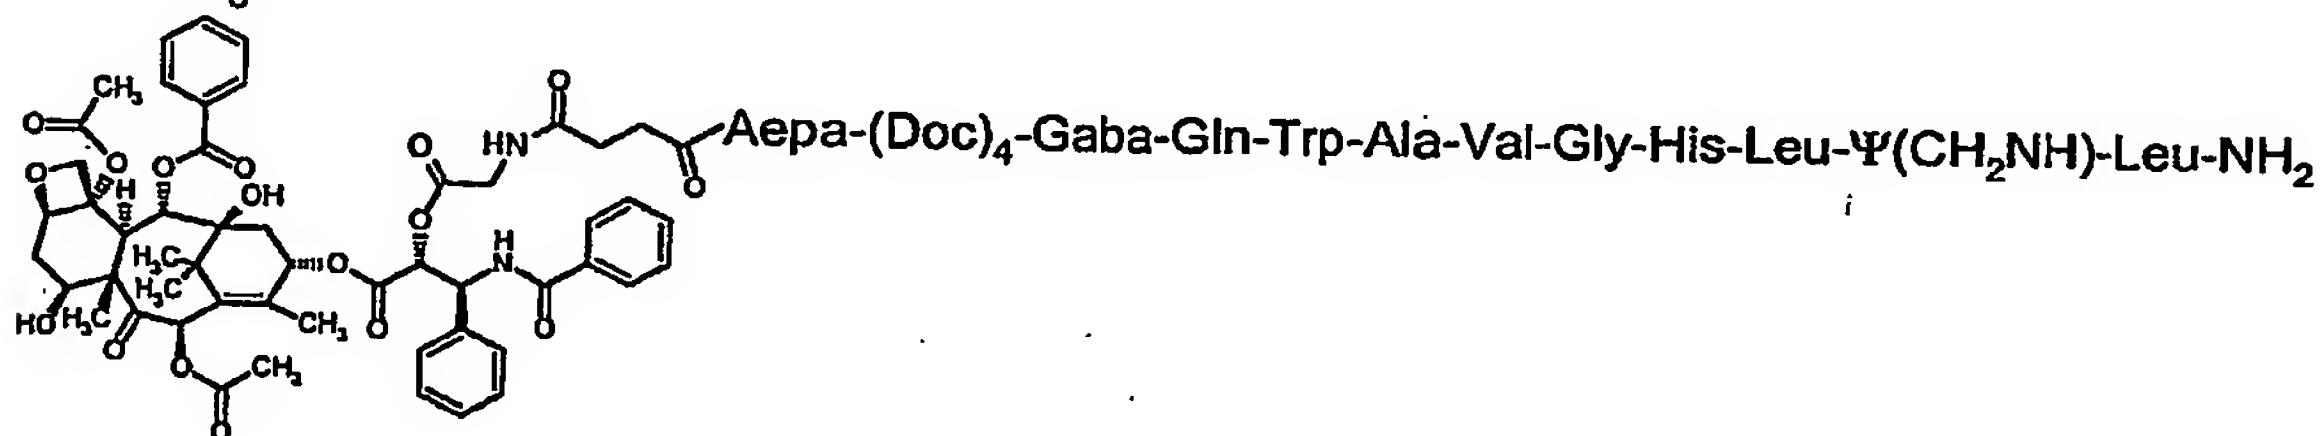 CH3
O
O
O
O
O
H
OH
H3C
H3C
HO
H3C
O
O
CH3
O
CH3
O
O
O
O
HN
O
O
H
N
O
Aepa-(Doc)4-Gaba-Gln-Trp-Ala-Val-Gly-His-Leu-Ψ(CH2NH)-Leu-NH2
i